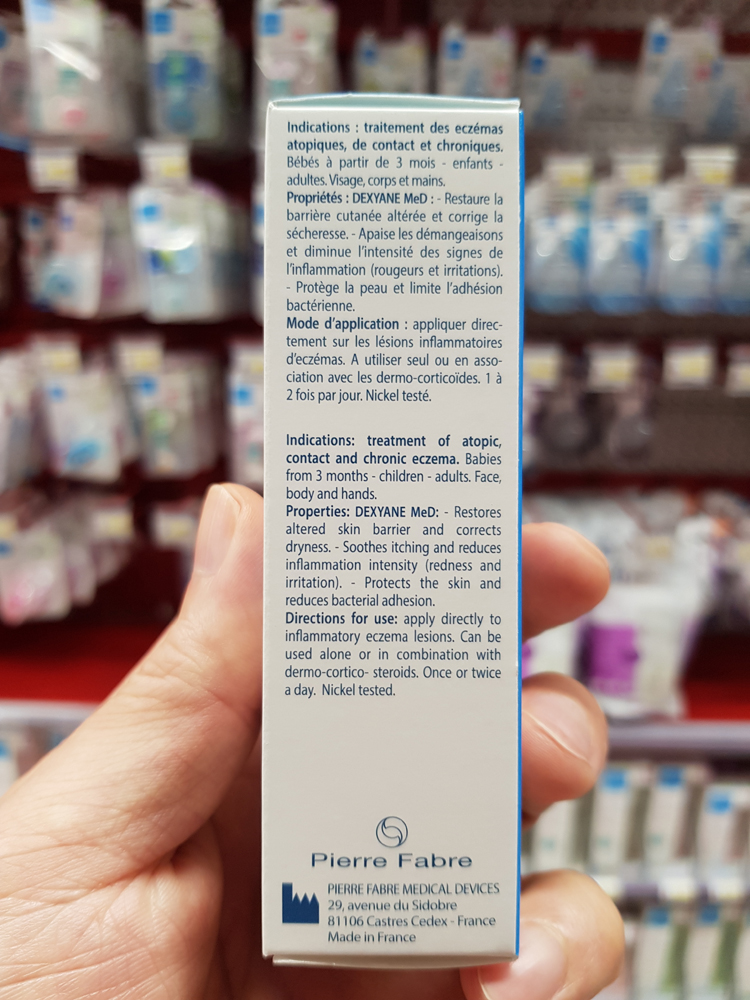 Indications : traitement des eczémas
atopiques, de contact et chroniques.
Bébés à partir de 3 mois - enfants -
adultes. Visage, corps et mains.
Propriétés : DEXYANE MeD : - Restaure la
barrière cutanée altérée et corrige la
sécheresse. - Apaise les démangeaisons
et diminue l'intensité des signes de
l'inflammation (rougeurs et irritations).
- Protège la peau et limite l'adhésion
bactérienne.
Mode d'application : appliquer direc-
tement sur les lésions inflammatoires
d'eczémas. A utiliser seul ou en asso-
ciation avec les dermo-corticoïdes. 1 à
2 fois par jour. Nickel testé.
Indications: treatment of atopic,
contact and chronic eczema. Babies
from 3 months - children - adults. Face,
body and hands.
Properties: DEXYANE MeD: - Restores
altered skin barrier and corrects
dryness. - Soothes itching and reduces
inflammation intensity (redness and
irritation). - Protects the skin and
reduces bacterial adhesion.
Directions for use: apply directly to
inflammatory eczema lesions. Can be
used alone or in combination with
dermo-cortico- steroids. Once or twice
a day. Nickel tested.
Pierre Fabre
PIERRE FABRE MEDICAL DEVICES
29, avenue du Sidobre
81106 Castres Cedex - France
Made in France